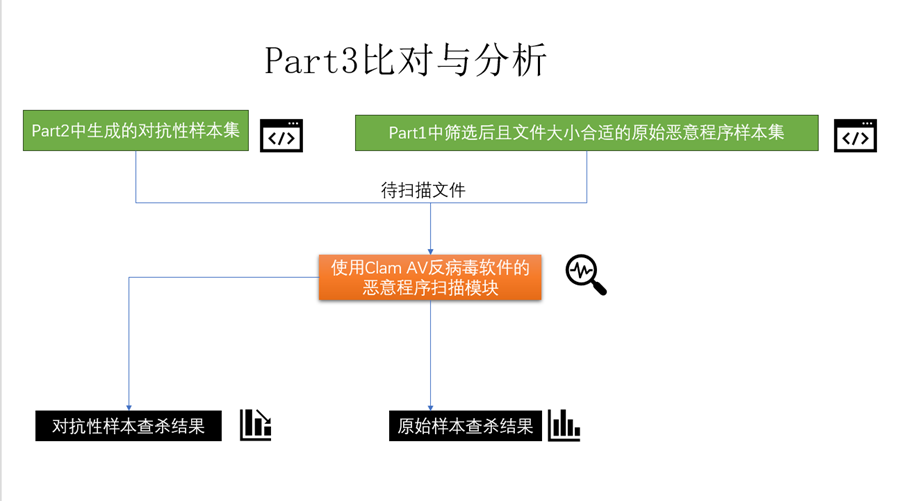 Part3比对与分析
Part2中生成的对抗性样本集
Part1中筛选后且文件大小合适的原始恶意程序样本集
待扫描文件
使用Clam AV反病毒软件的
恶意程序扫描模块
对抗性样本查杀结果
原始样本查杀结果